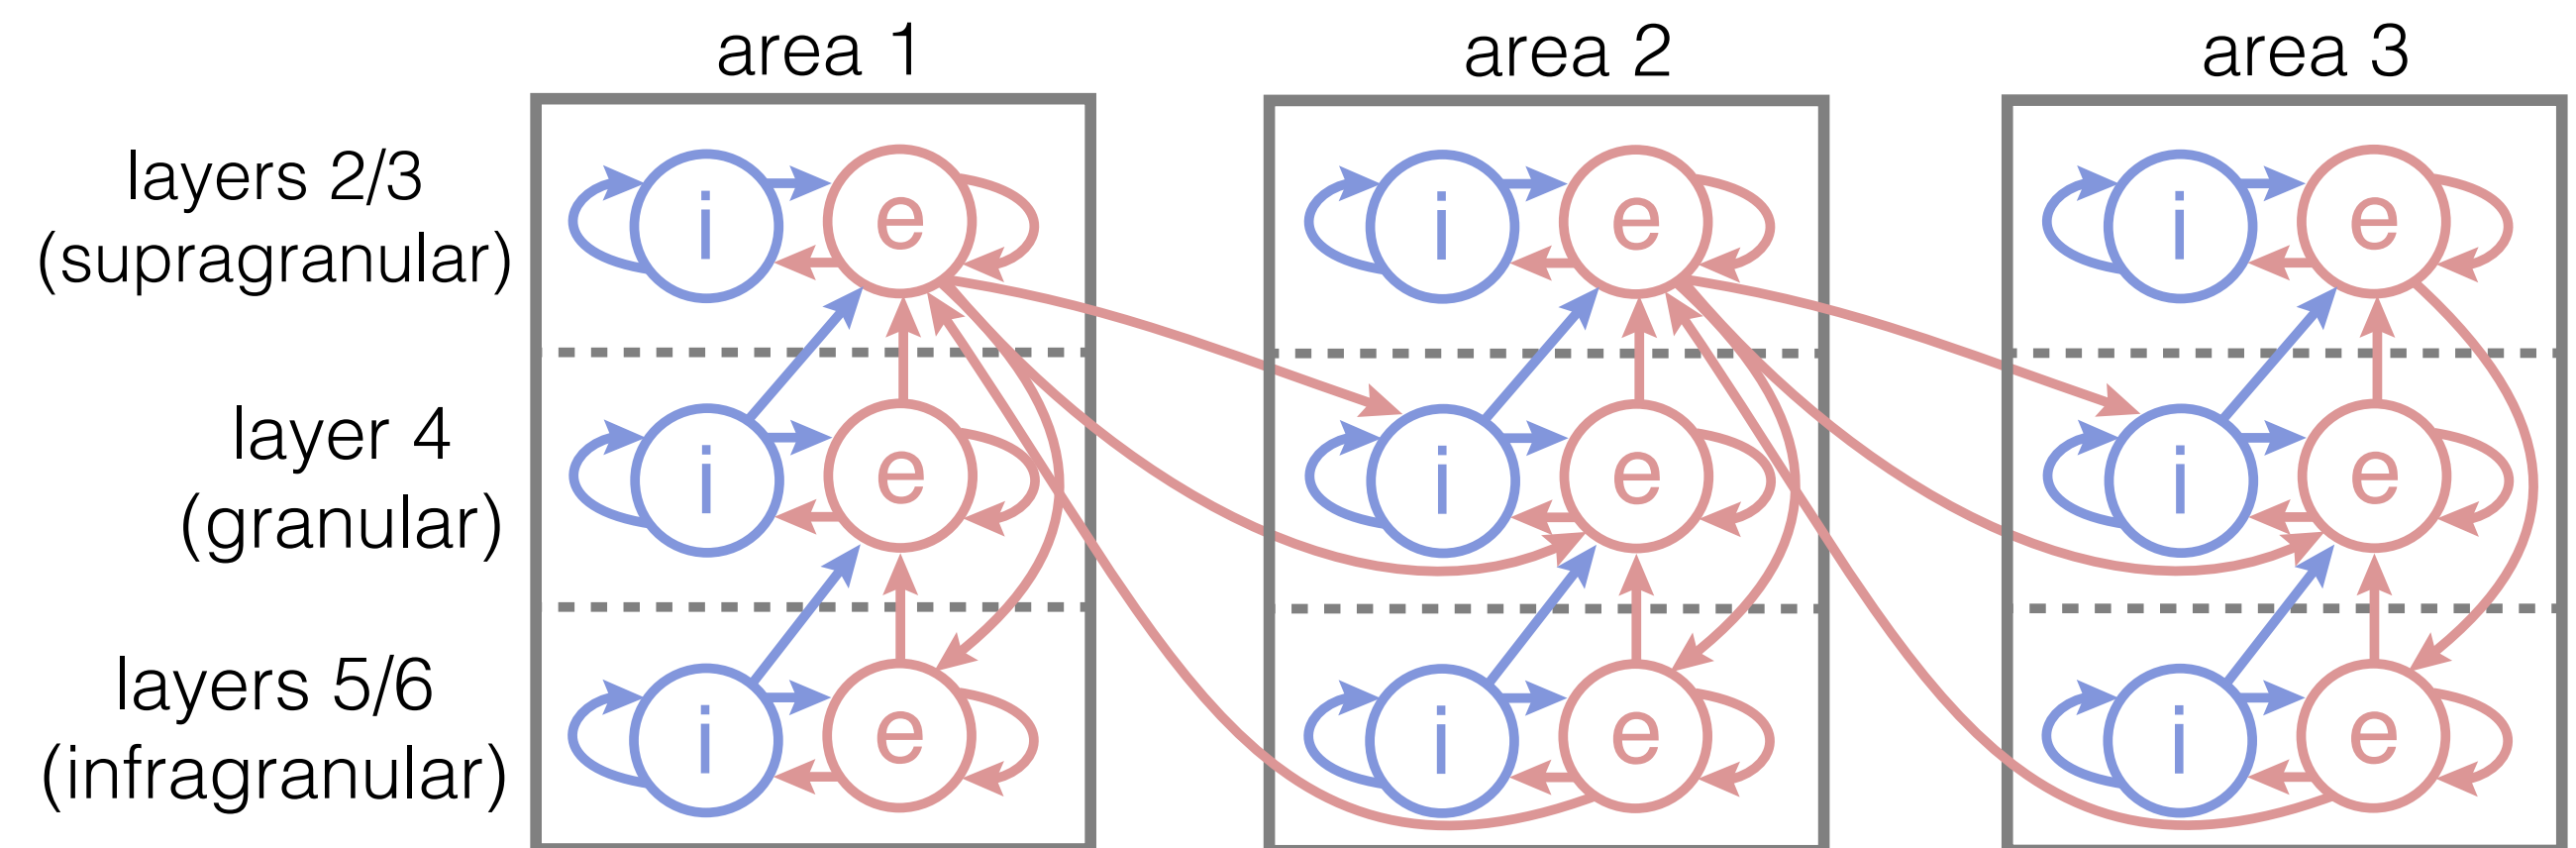 area 1
area 2
area 3
layers 2/3
(supragranular)
i
e
i
e
i
e
layer 4
(granular)
i
e
i
e
i
e
layers 5/6
(infragranular)
i
e
i
e
i
e